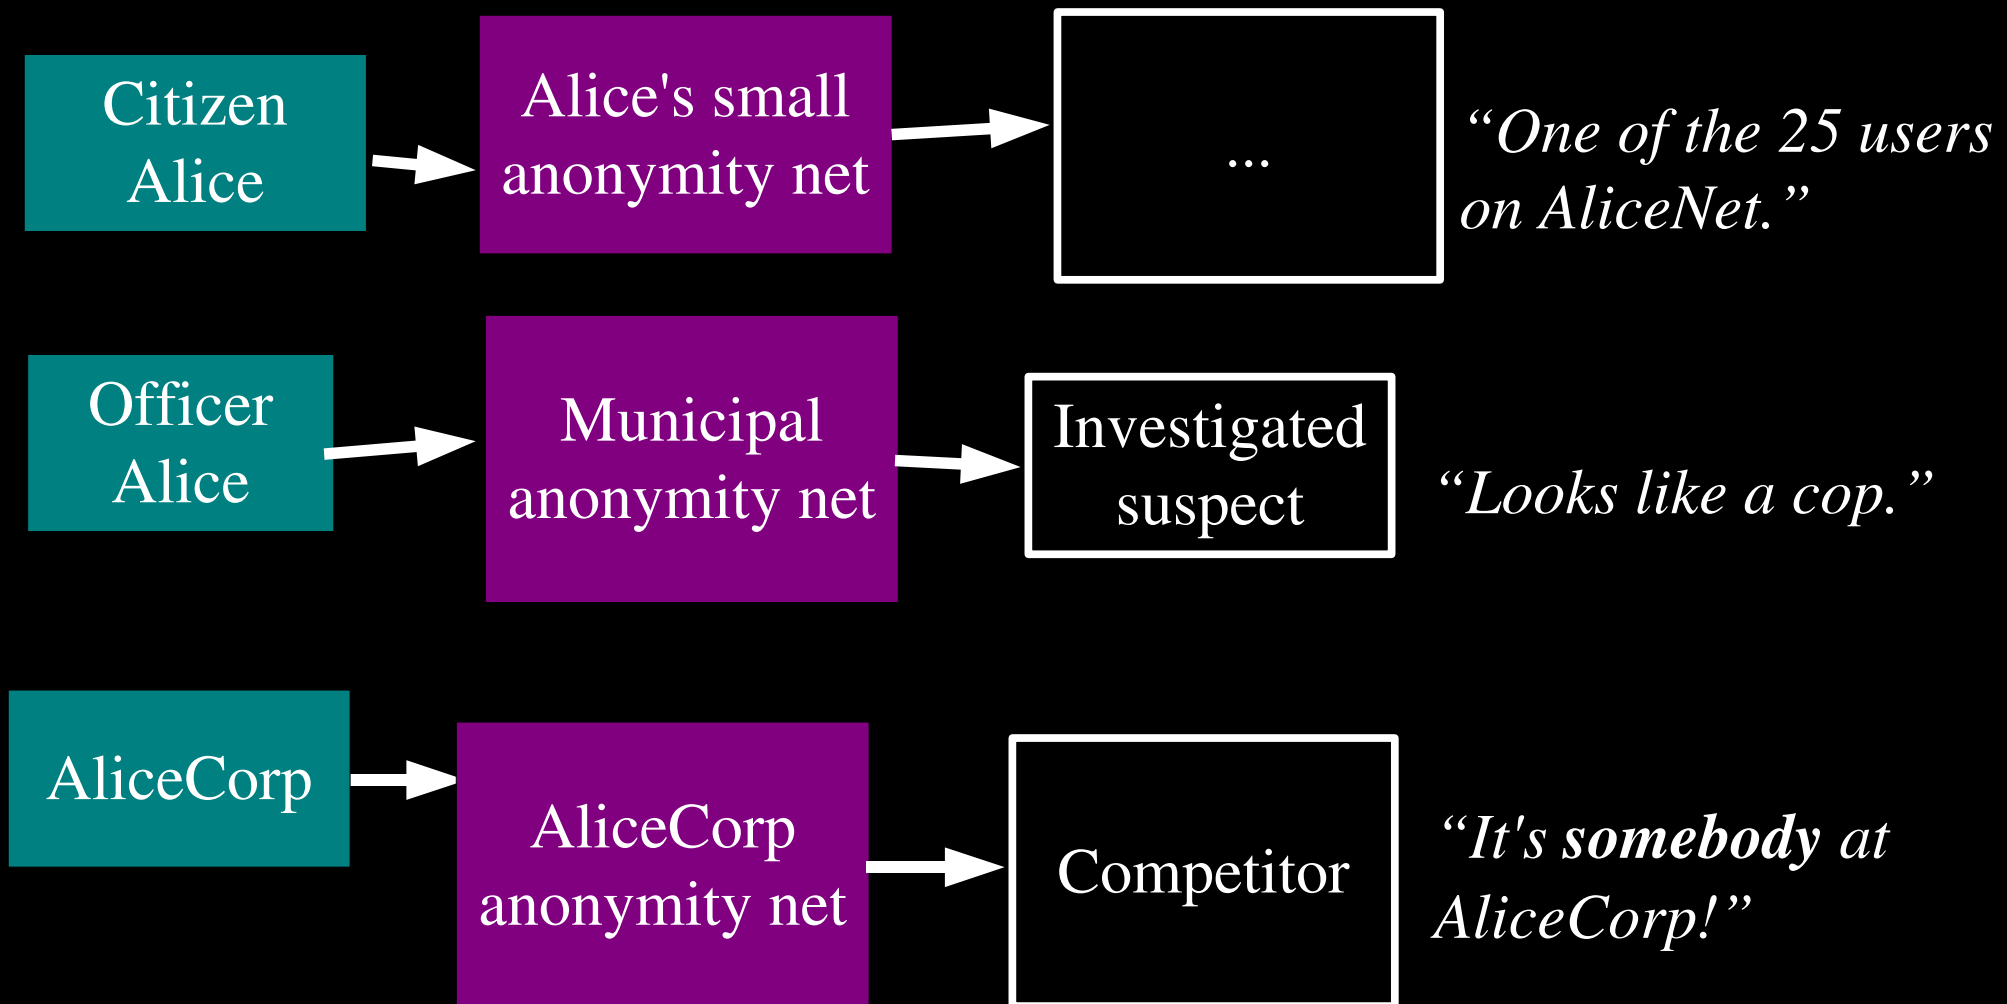 Citizen
Alice
Alice's small
anonymity net
...
“One of the 25 users
on AliceNet.”
Officer
Alice
Municipal
anonymity net
Investigated
suspect
“Looks like a cop.”
AliceCorp
AliceCorp
anonymity net
Competitor
“It's somebody at
AliceCorp!”